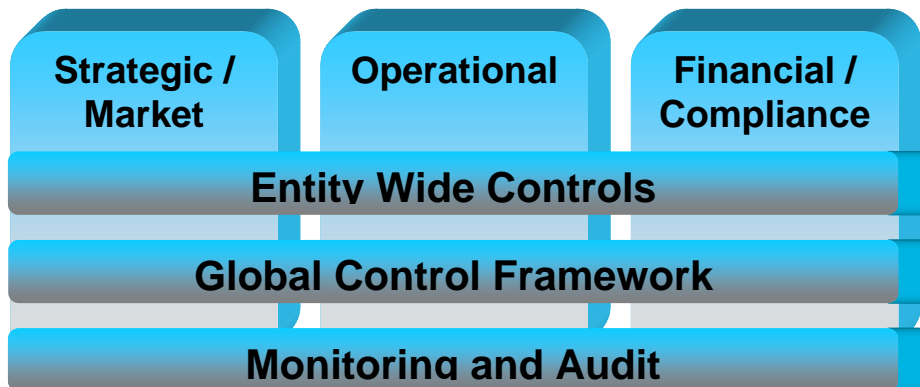 Strategic /
Market
Operational
Financial /
Compliance
Entity Wide Controls
Global Control Framework
Monitoring and Audit